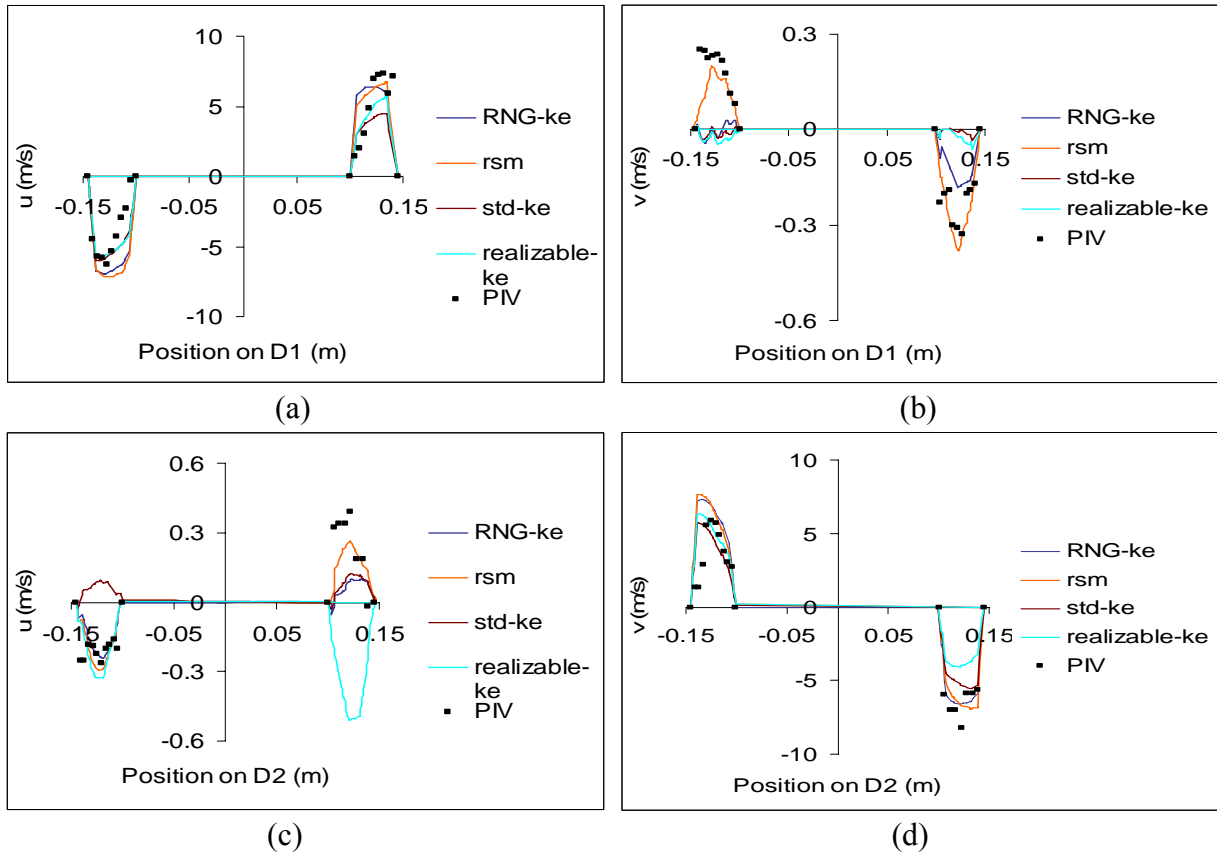 10
5
0
-5
-10
-0.15
-0.05
0.05
0.15
u (m/s)
Position on D1 (m)
RNG-ke
rsm
std-ke
realizable-
ke
PIV
(a)
0.3
0
-0.3
-0.6
-0.15
-0.05
0.05
0.15
v (m/s)
Position on D1 (m)
RNG-ke
rsm
std-ke
realizable-ke
PIV
(b)
0.6
0.3
0
-0.3
-0.6
-0.15
-0.05
0.05
0.15
u (m/s)
Position on D2 (m)
RNG-ke
rsm
std-ke
realizable-
ke
PIV
(c)
10
5
0
-5
-10
-0.15
-0.05
0.05
0.15
v (m/s)
Position on D2 (m)
RNG-ke
rsm
std-ke
realizable-ke
PIV
(d)